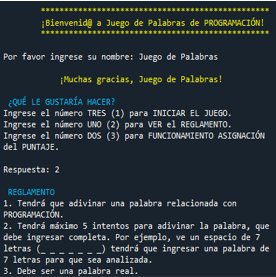 ************************************************
¡Bienvenid@ a Juego de Palabras de PROGRAMACIÓN!
************************************************
Por favor ingrese su nombre: Juego de Palabras
¡Muchas gracias, Juego de Palabras!
¿QUÉ LE GUSTARÍA HACER?
Ingrese el número TRES (1) para INICIAR EL JUEGO.
Ingrese el número UNO (2) para VER el REGLAMENTO.
Ingrese el número DOS (3) para FUNCIONAMIENTO ASIGNACIÓN
del PUNTAJE.
Respuesta: 2
REGLAMENTO
1. Tendrá que adivinar una palabra relacionada con
PROGRAMACIÓN.
2. Tendrá máximo 5 intentos para adivinar la palabra, que
debe ingresar completa. Por ejemplo, ve un espacio de 7
letras (_ _ _ _ _ _ _) tendrá que ingresar una palabra de
7 letras para que sea analizada.
3. Debe ser una palabra real.